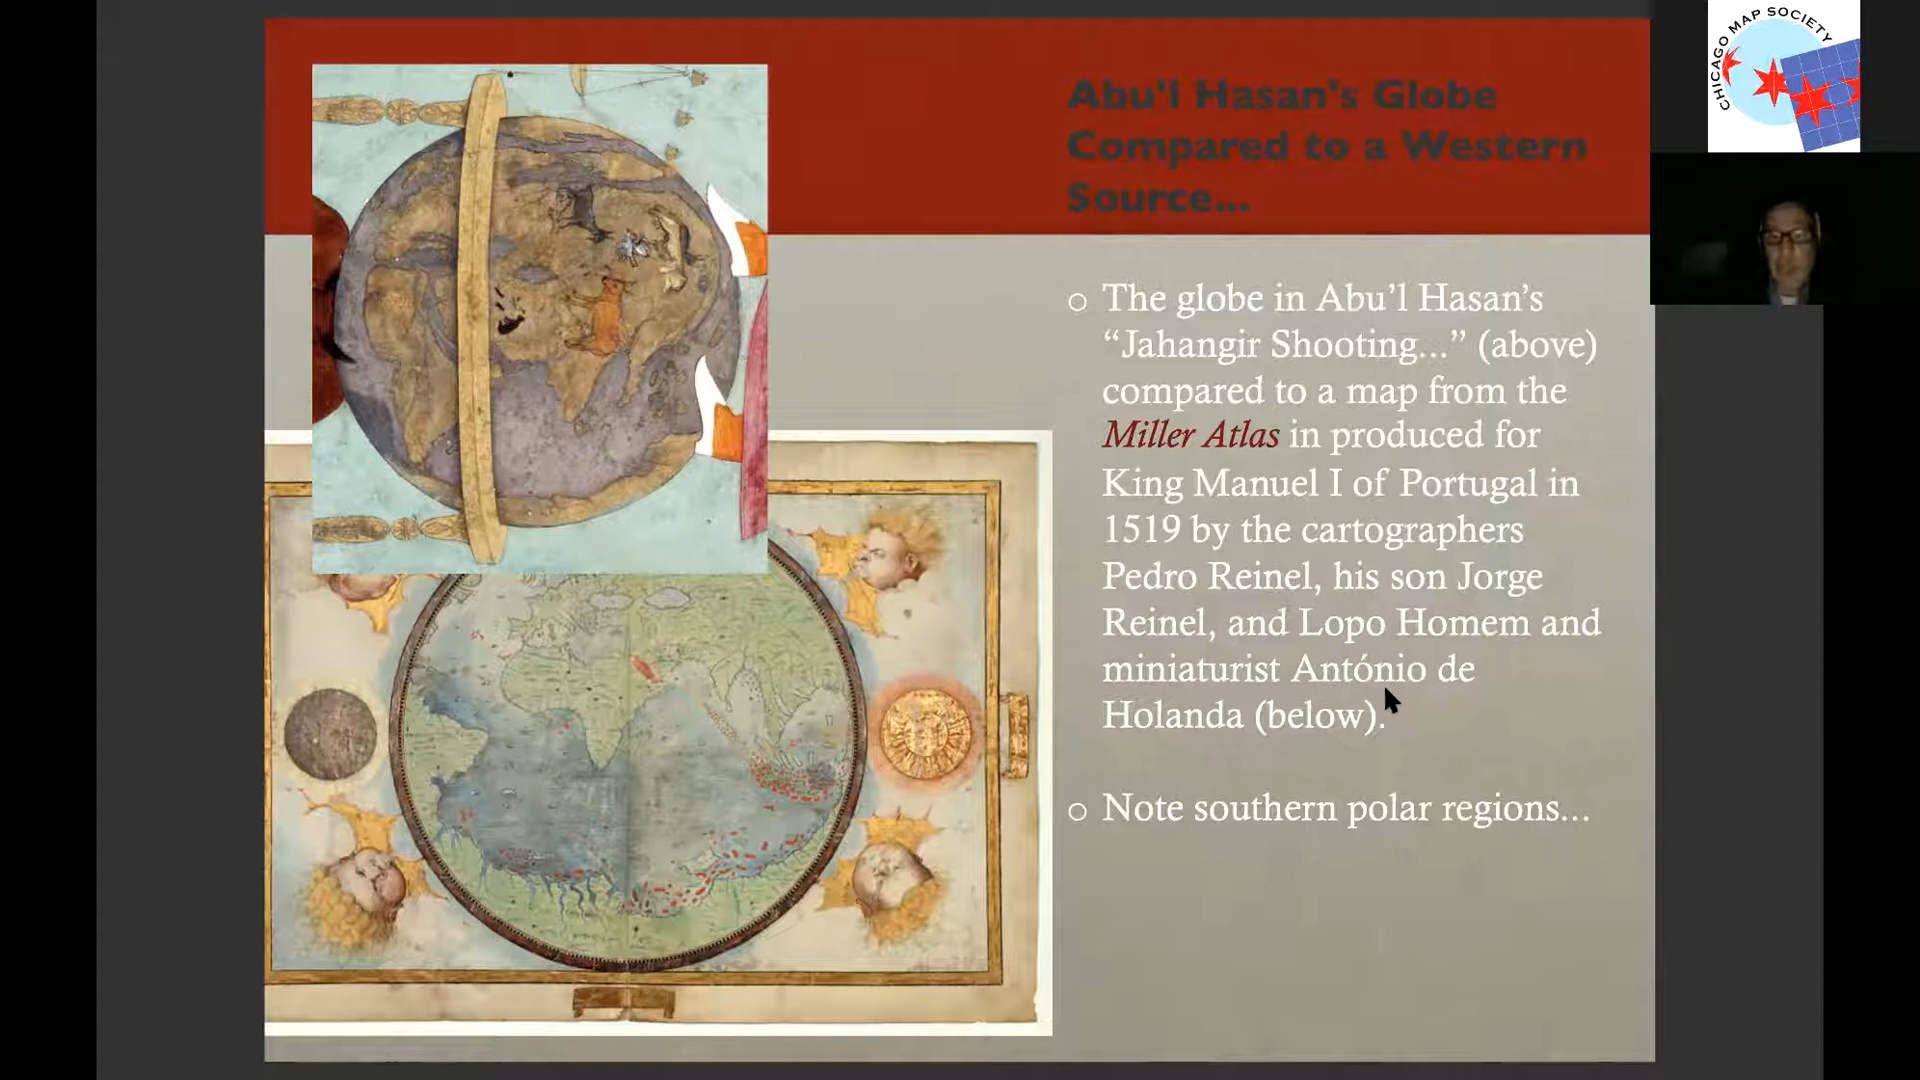 CHICAGO MAP SOCIETY
Abu'l Hasan's Globe
Compared to a Western
Source...
○ The globe in Abu’l Hasan’s
“Jahangir Shooting...” (above)
compared to a map from the
Miller Atlas in produced for
King Manuel I of Portugal in
1519 by the cartographers
Pedro Reinel, his son Jorge
Reinel, and Lopo Homem and
miniaturist António de
Holanda (below).
○ Note southern polar regions...